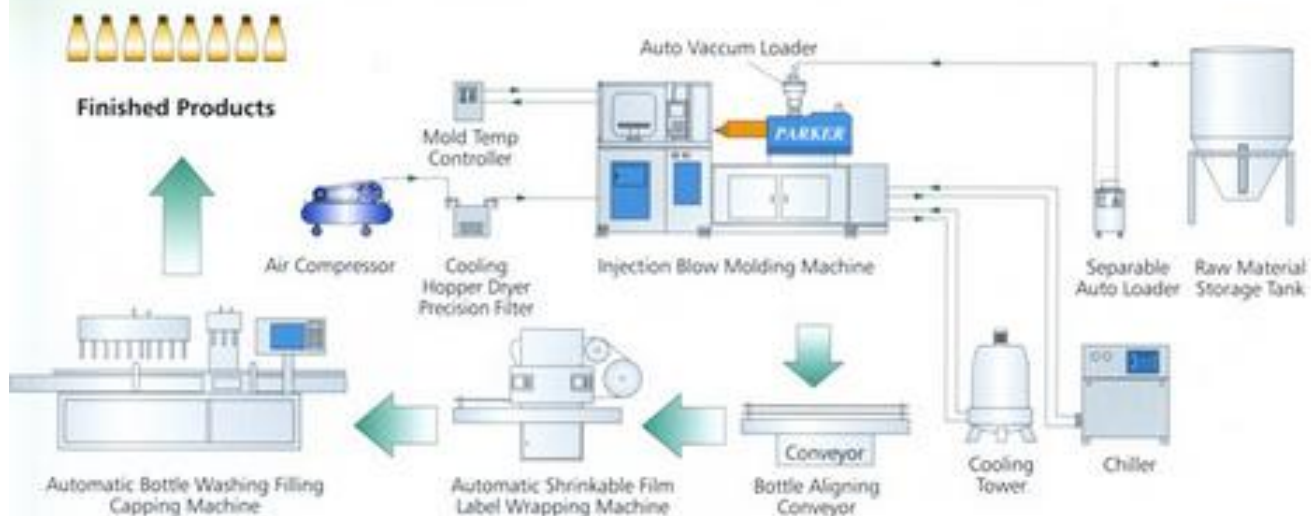 Auto Vaccum Loader
Finished Products
PARKER
Mold Temp
Controller
Air Compressor
Cooling
Hopper Dryer
Precision Filter
Injection Blow Molding Machine
Separable
Auto Loader
Raw Material
Storage Tank
Automatic Bottle Washing Filling
Capping Machine
Automatic Shrinkable Film
Label Wrapping Machine
Conveyor
Bottle Aligning
Conveyor
Cooling
Tower
Chiller